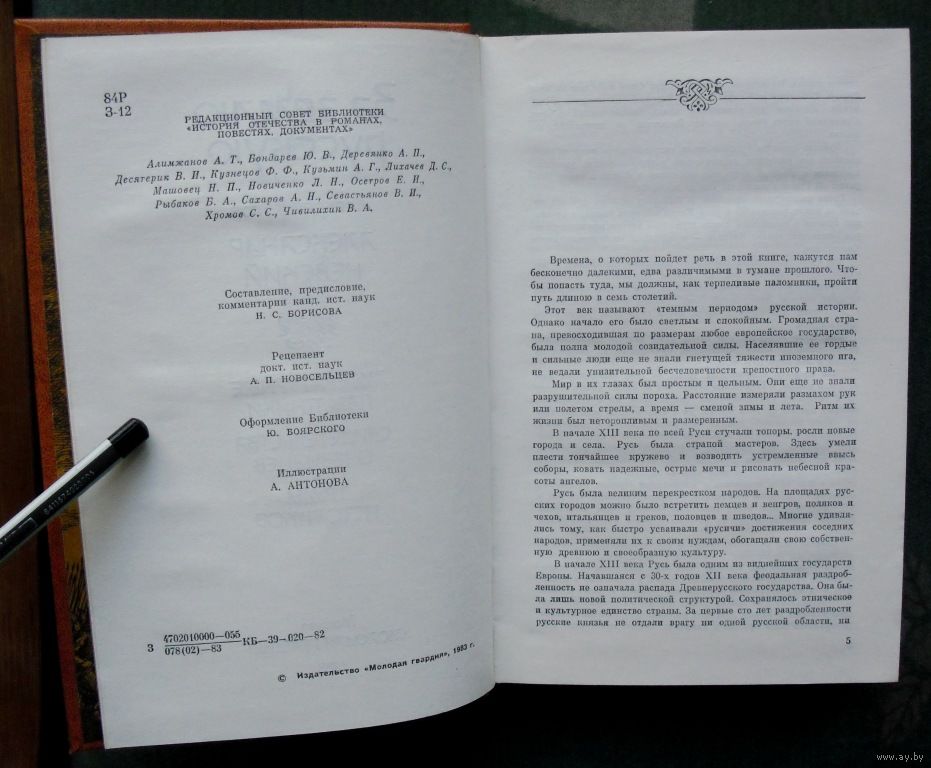 84Р
З-12
РЕДАКЦИОННЫЙ СОВЕТ БИБЛИОТЕКИ
«ИСТОРИЯ ОТЕЧЕСТВА В РОМАНАХ,
ПОВЕСТЯХ, ДОКУМЕНТАХ»
Алимжанов А. Т., Бондарев Ю. В., Деревянко А. П.,
Десятерик В. И., Кузнецов Ф. Ф., Кузьмин А. Г., Лихачев Д. С.,
Машовец Н. П., Новиченко Л. Н., Осетров Е. И.,
Рыбаков Б. А., Сахаров А. Н., Севастьянов В. И.,
Хромов С. С., Чивилихин В. А.
Составление, предисловие,
комментарии канд. ист. наук
Н. С. БОРИСОВА
Рецензент
докт. ист. наук
А. П. НОВОСЕЛЬЦЕВ
Оформление Библиотеки
Ю. БОЯРСКОГО
Иллюстрации
А. АНТОНОВА
З 4702010000—055
078(02)—83 КБ—39—020—82
© Издательство «Молодая гвардия», 1983 г.
Времена, о которых пойдет речь в этой книге, кажутся нам
бесконечно далекими, едва различимыми в тумане прошлого. Что-
бы попасть туда, мы должны, как терпеливые паломники, пройти
путь длиною в семь столетий.
Этот век называют «темным периодом» русской истории.
Однако начало его было светлым и спокойным. Громадная стра-
на, превосходившая по размерам любое европейское государство,
была полна молодой созидательной силы. Населявшие ее гордые
и сильные люди еще не знали гнетущей тяжести иноземного ига,
не ведали унизительной бесчеловечности крепостного права.
Мир в их глазах был простым и цельным. Они еще не знали
разрушительной силы пороха. Расстояние измеряли размахом рук
или полетом стрелы, а время — сменой зимы и лета. Ритм их
жизни был неторопливым и размеренным.
В начале XIII века по всей Руси стучали топоры, росли новые
города и села. Русь была страной мастеров. Здесь умели
плести тончайшее кружево и возводить устремленные ввысь
соборы, ковать надежные, острые мечи и рисовать небесной кра-
соты ангелов.
Русь была великим перекрестком народов. На площадях рус-
ских городов можно было встретить немцев и венгров, поляков и
чехов, итальянцев и греков, половцев и шведов... Многие удивля-
лись тому, как быстро усваивали «русичи» достижения соседних
народов, применяли их к своим нуждам, обогащали свою собствен-
ную древнюю и своеобразную культуру.
В начале XIII века Русь была одним из виднейших государств
Европы. Начавшаяся с 30-х годов XII века феодальная раздроб-
ленность не означала распада Древнерусского государства. Она бы-
ла лишь новой политической структурой. Сохранялось этническое
и культурное единство страны. За первые сто лет раздробленности
русские князья не отдали врагу ни одной русской области, ни
5
www.ay.by